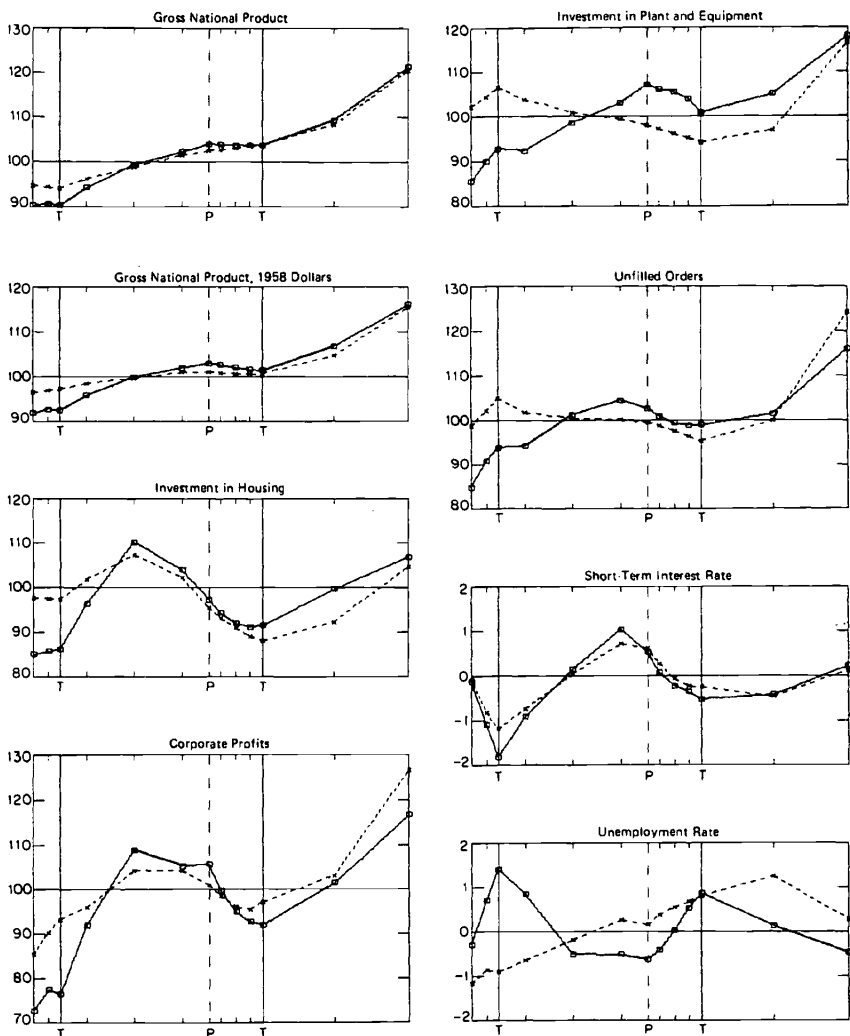 Gross National Product
130
120
110
100
90
T
P
T
Gross National Product, 1958 Dollars
120
110
100
90
T
P
T
Investment in Housing
120
110
100
90
80
T
P
T
Corporate Profits
130
120
110
100
90
80
70
T
P
T
Investment in Plant and Equipment
120
110
100
90
80
T
P
T
Unfilled Orders
130
120
110
100
90
80
T
P
T
Short-Term Interest Rate
2
1
0
-1
-2
T
P
T
Unemployment Rate
2
1
0
-1
-2
T
P
T